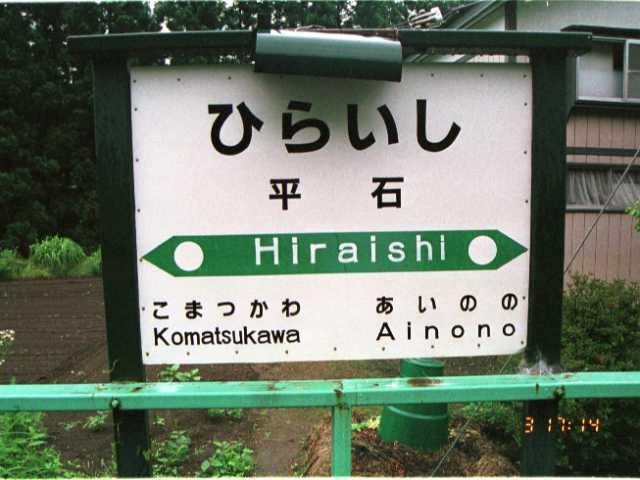 ひらいし
平石
Hiraishi
こまつかわ あいのの
Komatsukawa Ainono
3 17:14